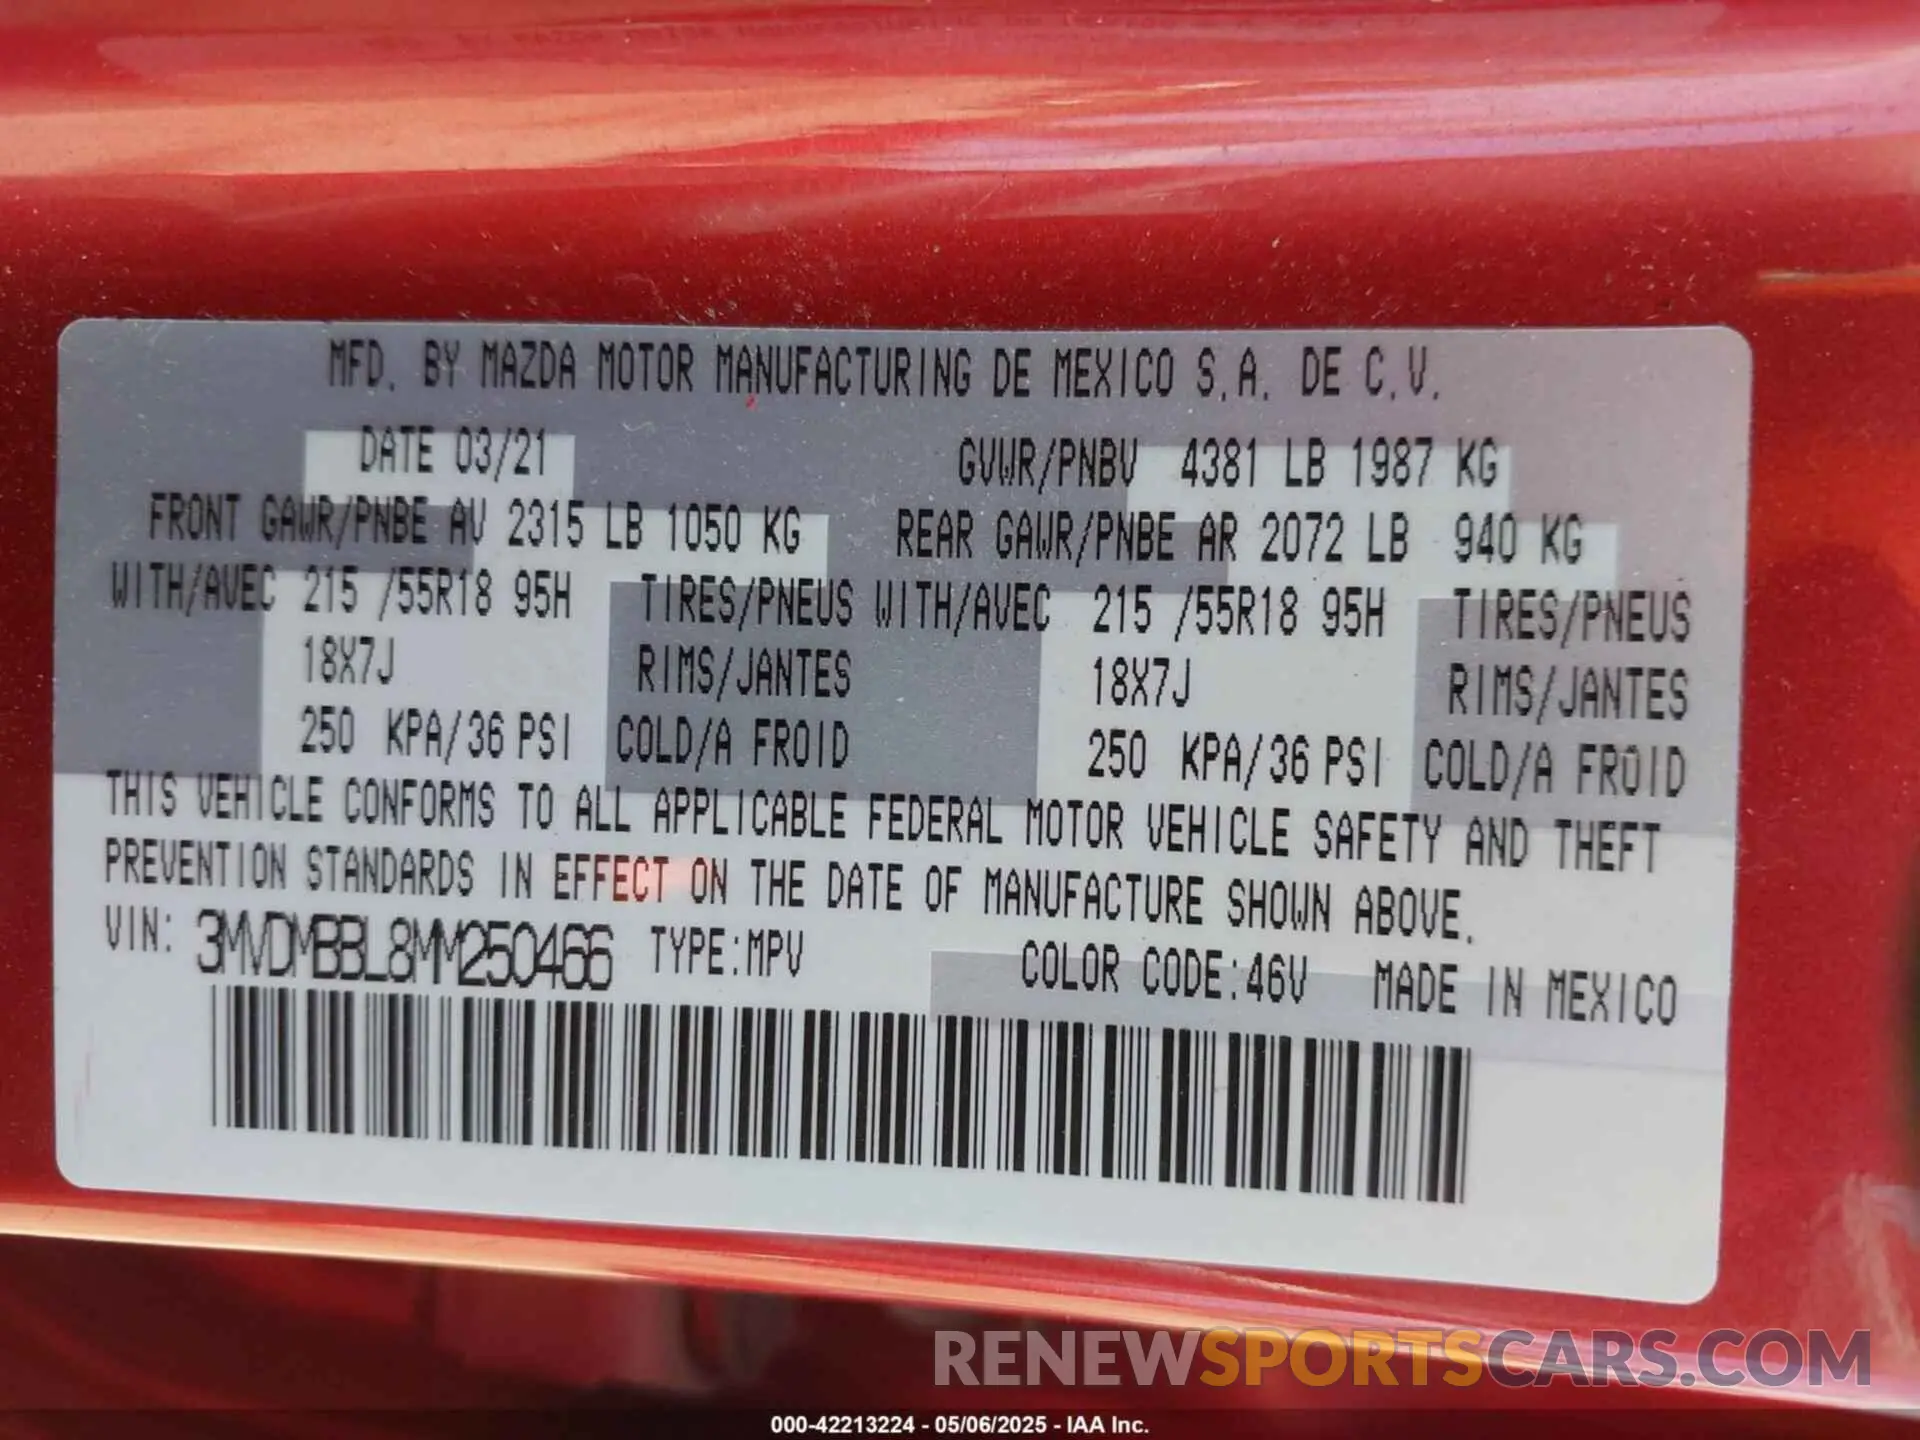 MFD. BY MAZDA MOTOR MANUFACTURING DE MEXICO S.A. DE C.V.
DATE 03/21 GVWR/PNBV 4381 LB 1987 KG
FRONT GAWR/PNBE AV 2315 LB 1050 KG REAR GAWR/PNBE AR 2072 LB 940 KG
WITH/AVEC 215 /55R18 95H TIRES/PNEUS WITH/AVEC 215 /55R18 95H TIRES/PNEUS
18X7J RIMS/JANTES 18X7J RIMS/JANTES
250 KPA/36 PSI COLD/A FROID 250 KPA/36 PSI COLD/A FROID
THIS VEHICLE CONFORMS TO ALL APPLICABLE FEDERAL MOTOR VEHICLE SAFETY AND THEFT
PREVENTION STANDARDS IN EFFECT ON THE DATE OF MANUFACTURE SHOWN ABOVE.
VIN: 3MVDMBBL8MM250466 TYPE:MPV COLOR CODE:46V MADE IN MEXICO
RENEWSPORTSCARS.COM
000-42213224 - 05/06/2025 - IAA Inc.